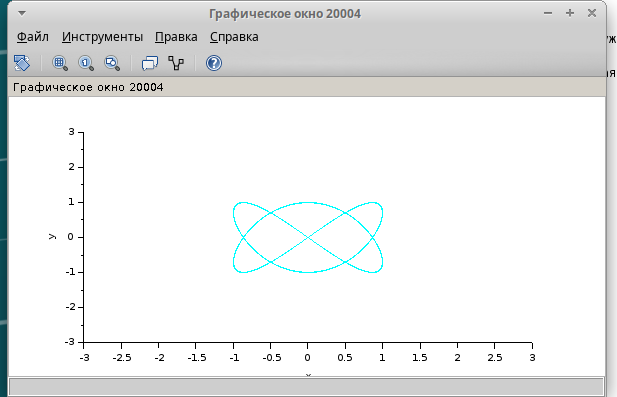 Графическое окно 20004
Файл Инструменты Правка Справка
Графическое окно 20004
3
2
1
y 0
-1
-2
-3
-3 -2.5 -2 -1.5 -1 -0.5 0 0.5 1 1.5 2 2.5 3